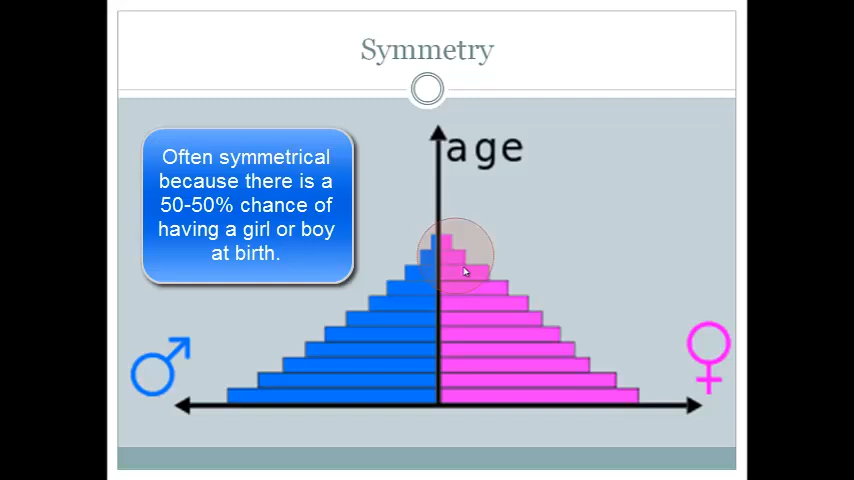 Symmetry
Often symmetrical
because there is a
50-50% chance of
having a girl or boy
at birth.
age